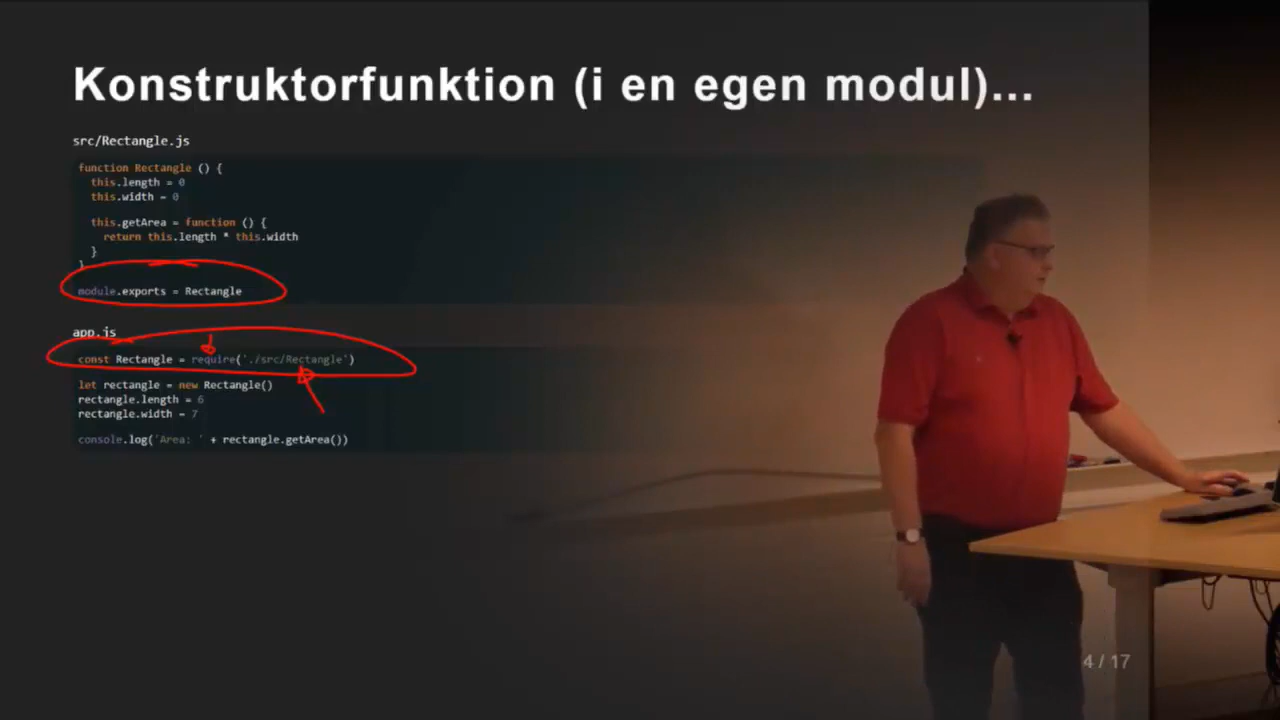 Konstruktorfunktion (i en egen modul)...
src/Rectangle.js
function Rectangle () {
this.length = 0
this.width = 0
this.getArea = function () {
return this.length * this.width
}
}
module.exports = Rectangle
app.js
const Rectangle = require('./src/Rectangle')
let rectangle = new Rectangle()
rectangle.length = 6
rectangle.width = 7
console.log('Area: ' + rectangle.getArea())
4 / 17